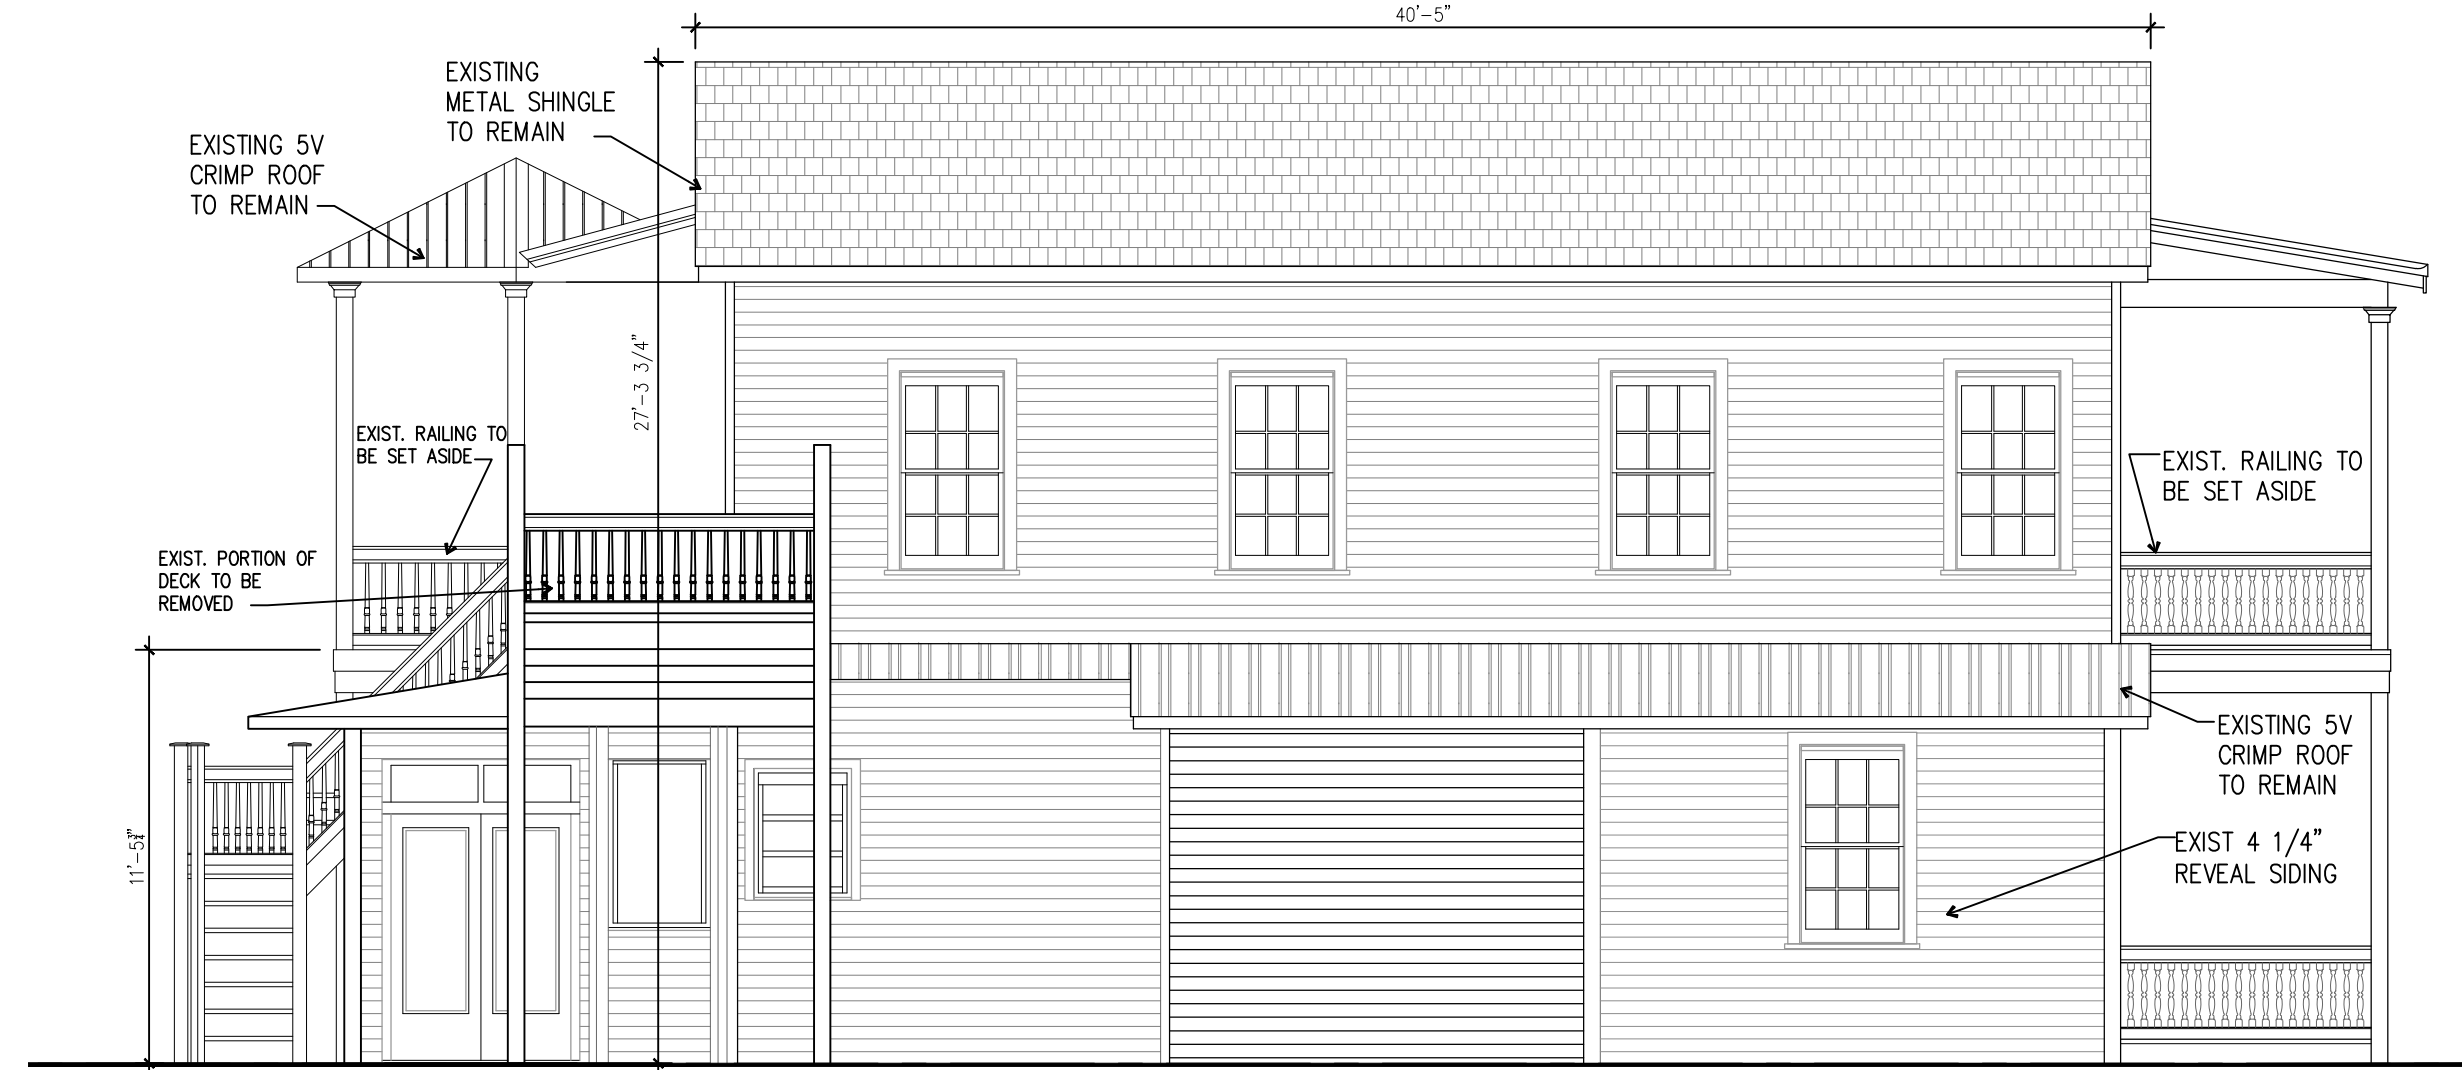 40'-5"
EXISTING
METAL SHINGLE
TO REMAIN
EXISTING 5V
CRIMP ROOF
TO REMAIN
27'-3 3/4"
EXIST. RAILING TO
BE SET ASIDE
EXIST. RAILING TO
BE SET ASIDE
EXIST. PORTION OF
DECK TO BE
REMOVED
EXISTING 5V
CRIMP ROOF
TO REMAIN
11'-5¾"
EXIST 4 1/4"
REVEAL SIDING